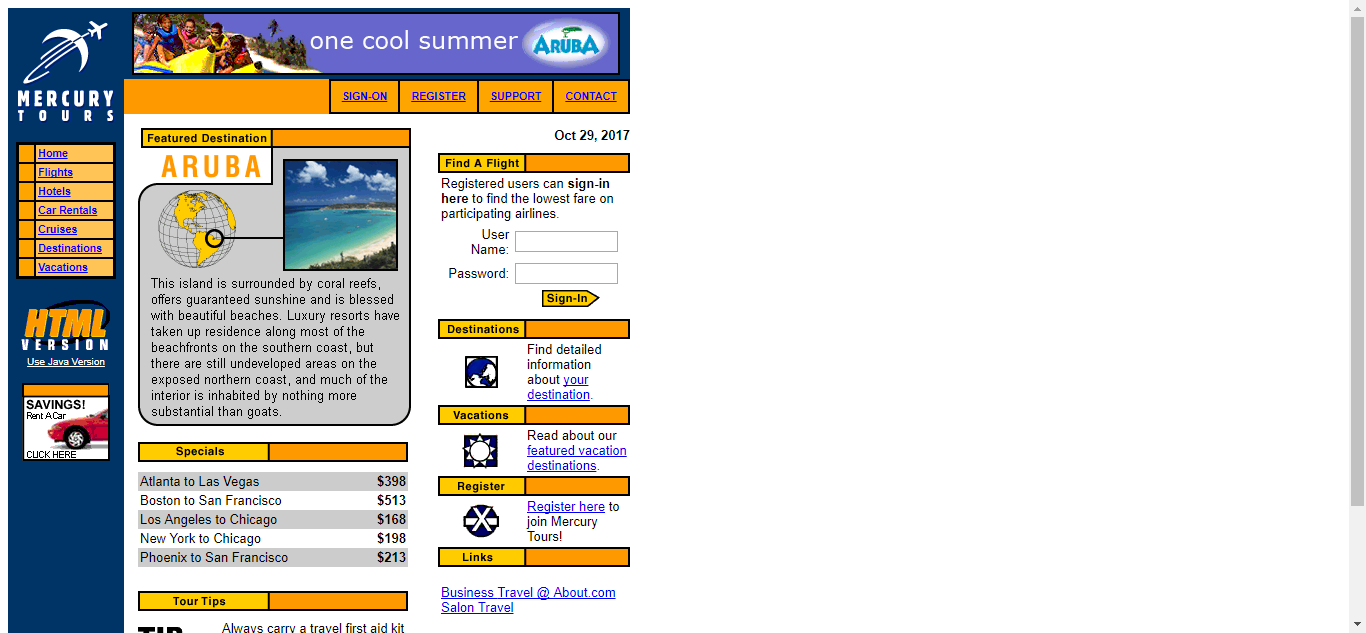 one cool summer
ARUBA
MERCURY
TOURS
SIGN-ON
REGISTER
SUPPORT
CONTACT
Home
Flights
Hotels
Car Rentals
Cruises
Destinations
Vacations
HTML
VERSION
Use Java Version
SAVINGS!
Rent A Car
CLICK HERE
Featured Destination
ARUBA
This island is surrounded by coral reefs,
offers guaranteed sunshine and is blessed
with beautiful beaches. Luxury resorts have
taken up residence along most of the
beachfronts on the southern coast, but
there are still undeveloped areas on the
exposed northern coast, and much of the
interior is inhabited by nothing more
substantial than goats.
Specials
Atlanta to Las Vegas $398
Boston to San Francisco $513
Los Angeles to Chicago $168
New York to Chicago $198
Phoenix to San Francisco $213
Tour Tips
TIP
Always carry a travel first aid kit
Oct 29, 2017
Find A Flight
Registered users can sign-in
here to find the lowest fare on
participating airlines.
User
Name:
Password:
Sign-In
Destinations
Find detailed
information
about your
destination.
Vacations
Read about our
featured vacation
destinations.
Register
Register here to
join Mercury
Tours!
Links
Business Travel @ About.com
Salon Travel